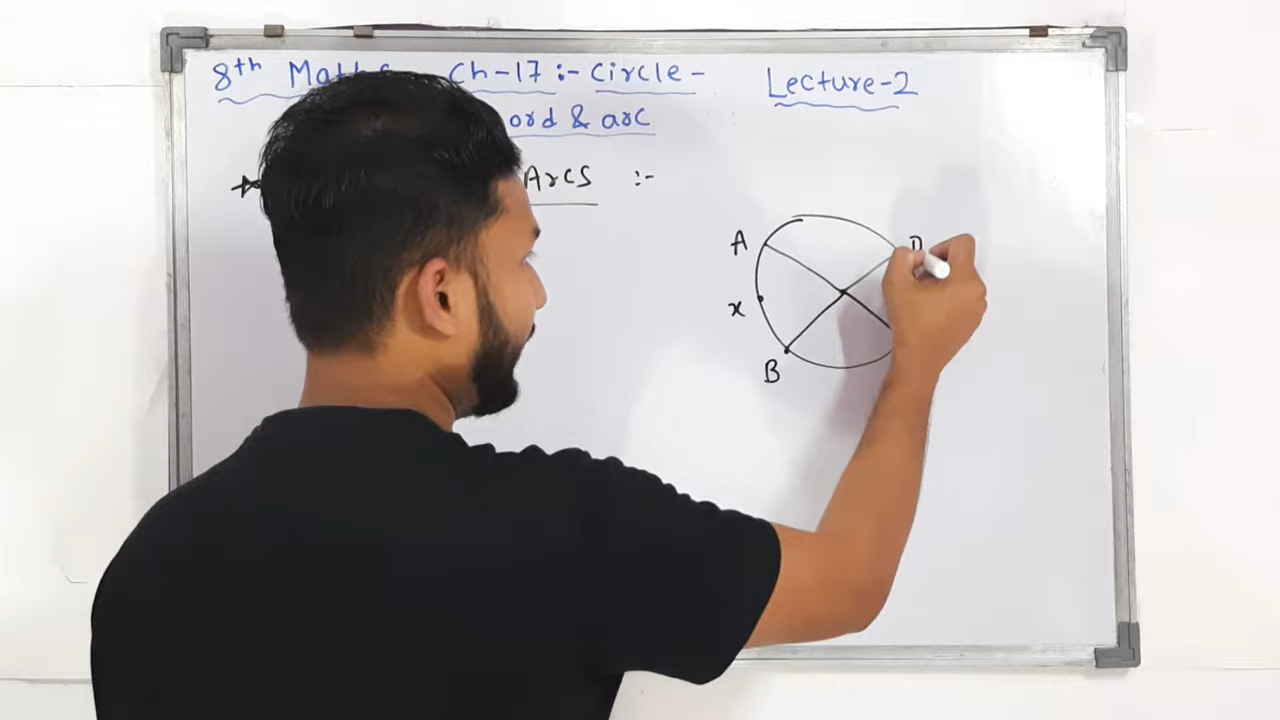 8th Maths Ch-17 :- Circle - Lecture-2
ord & arc
Arcs :-
A
D
x
B